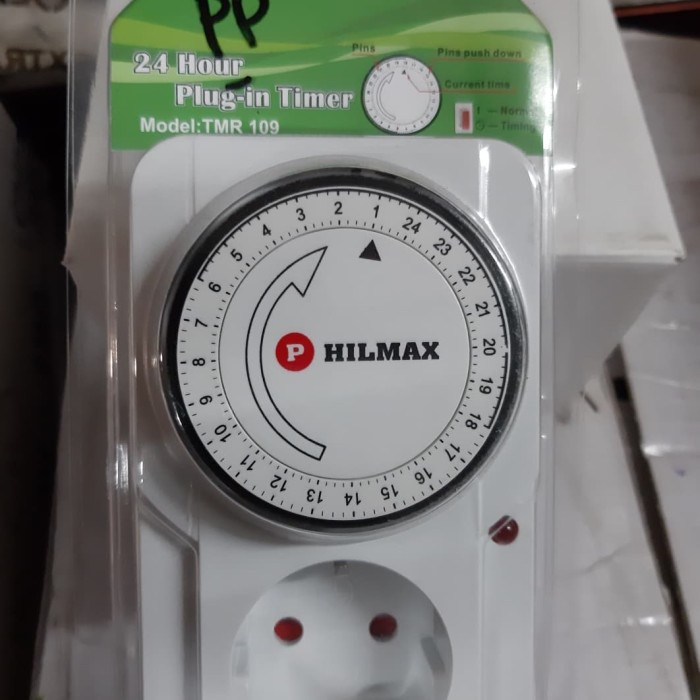 PP
24 Hour
Plug-in Timer
Model:TMR 109
Pins
Pins push down
Current time
Timing
1
2
3
4
5
6
7
8
9
10
11
12
13
14
15
16
17
18
19
20
21
22
23
24
P HILMAX